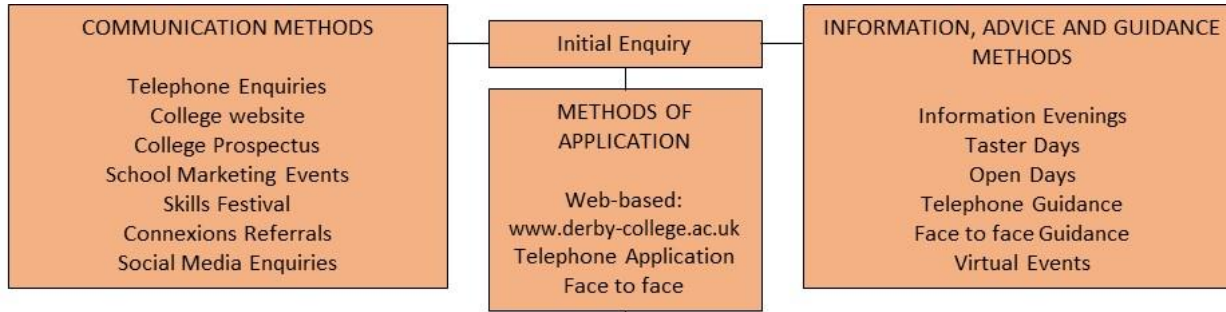 COMMUNICATION METHODS
Telephone Enquiries
College website
College Prospectus
School Marketing Events
Skills Festival
Connexions Referrals
Social Media Enquiries
Initial Enquiry
METHODS OF
APPLICATION
Web-based:
www.derby-college.ac.uk
Telephone Application
Face to face
INFORMATION, ADVICE AND GUIDANCE
METHODS
Information Evenings
Taster Days
Open Days
Telephone Guidance
Face to face Guidance
Virtual Events